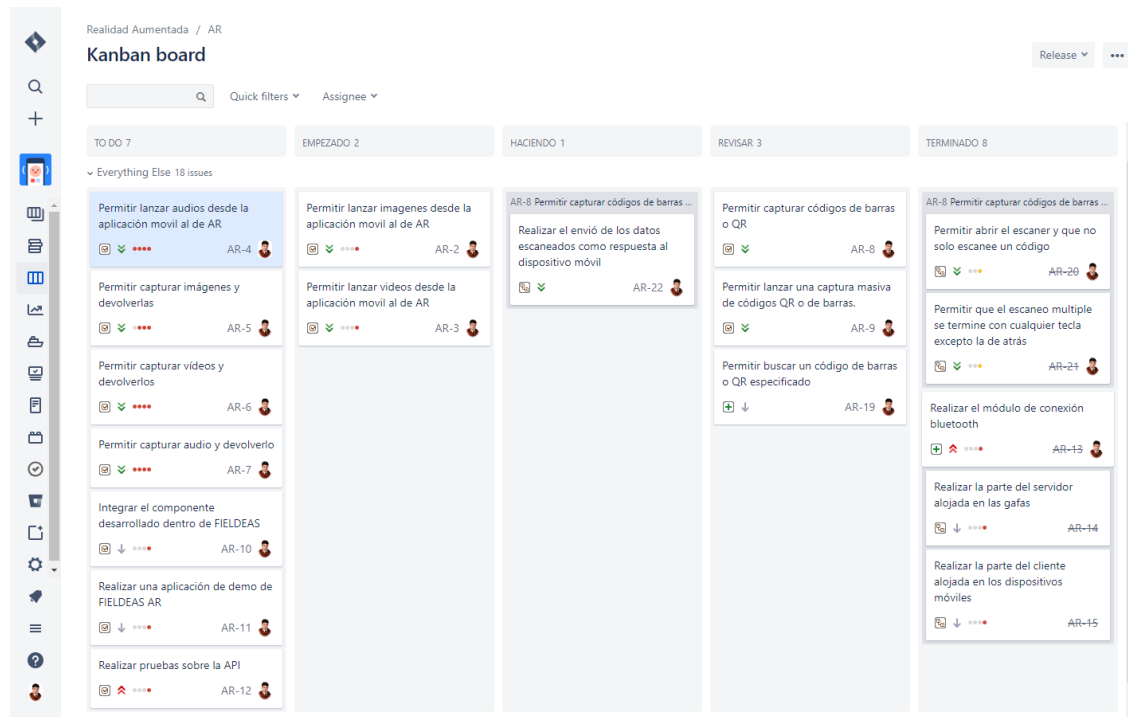 Realidad Aumentada / AR
Kanban board
Release
Quick filters
Assignee
TO DO 7
EMPEZADO 2
HACIENDO 1
REVISAR 3
TERMINADO 8
Everything Else 18 issues
Permitir lanzar audios desde la
aplicación movil al de AR
AR-4
Permitir capturar imágenes y
devolverlas
AR-5
Permitir capturar vídeos y
devolverlos
AR-6
Permitir capturar audio y devolverlo
AR-7
Integrar el componente
desarrollado dentro de FIELDEAS
AR-10
Realizar una aplicación de demo de
FIELDEAS AR
AR-11
Realizar pruebas sobre la API
AR-12
Permitir lanzar imagenes desde la
aplicación movil al de AR
AR-2
Permitir lanzar videos desde la
aplicación movil al de AR
AR-3
AR-8 Permitir capturar códigos de barras ...
Realizar el envió de los datos
escaneados como respuesta al
dispositivo móvil
AR-22
Permitir capturar códigos de barras
o QR
AR-8
Permitir lanzar una captura masiva
de códigos QR o de barras.
AR-9
Permitir buscar un código de barras
o QR especificado
AR-19
AR-8 Permitir capturar códigos de barras ...
Permitir abrir el escaner y que no
solo escanee un código
AR-20
Permitir que el escaneo multiple
se termine con cualquier tecla
excepto la de atrás
AR-21
Realizar el módulo de conexión
bluetooth
AR-13
Realizar la parte del servidor
alojada en las gafas
AR-14
Realizar la parte del cliente
alojada en los dispositivos
móviles
AR-15